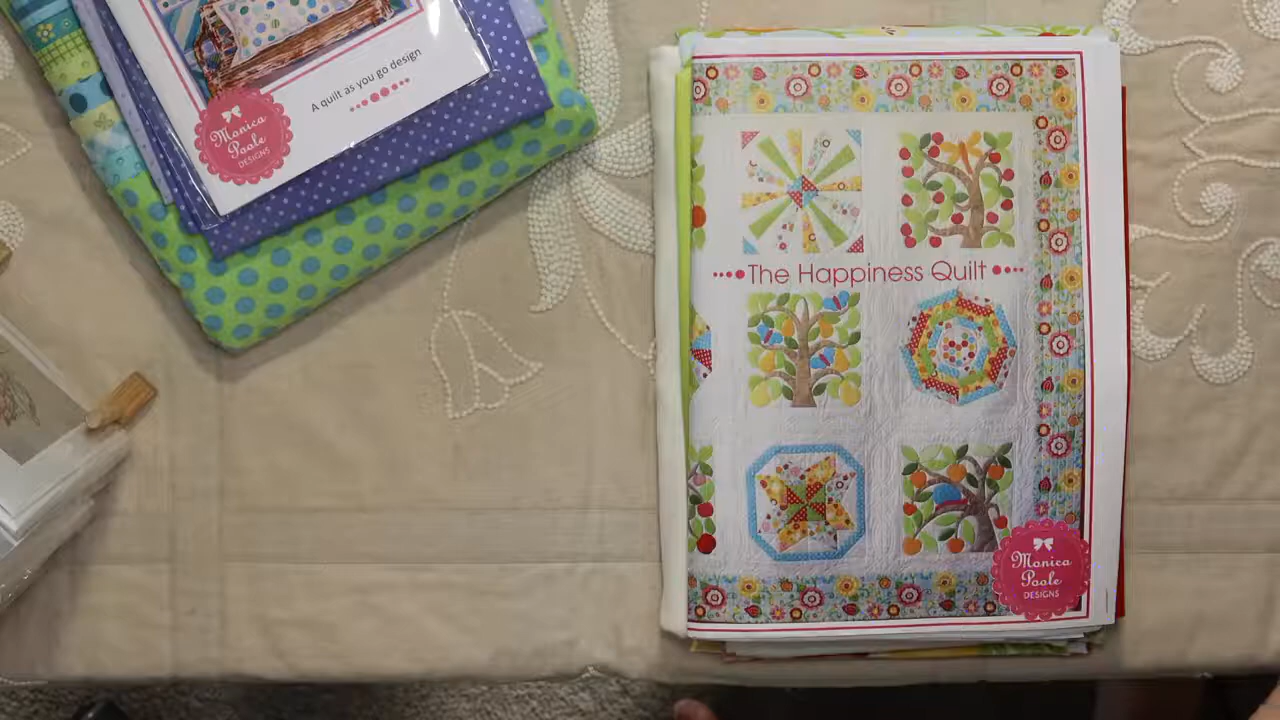 A quilt as you go design
Monica
Poole
DESIGNS
The Happiness Quilt
Monica
Poole
DESIGNS